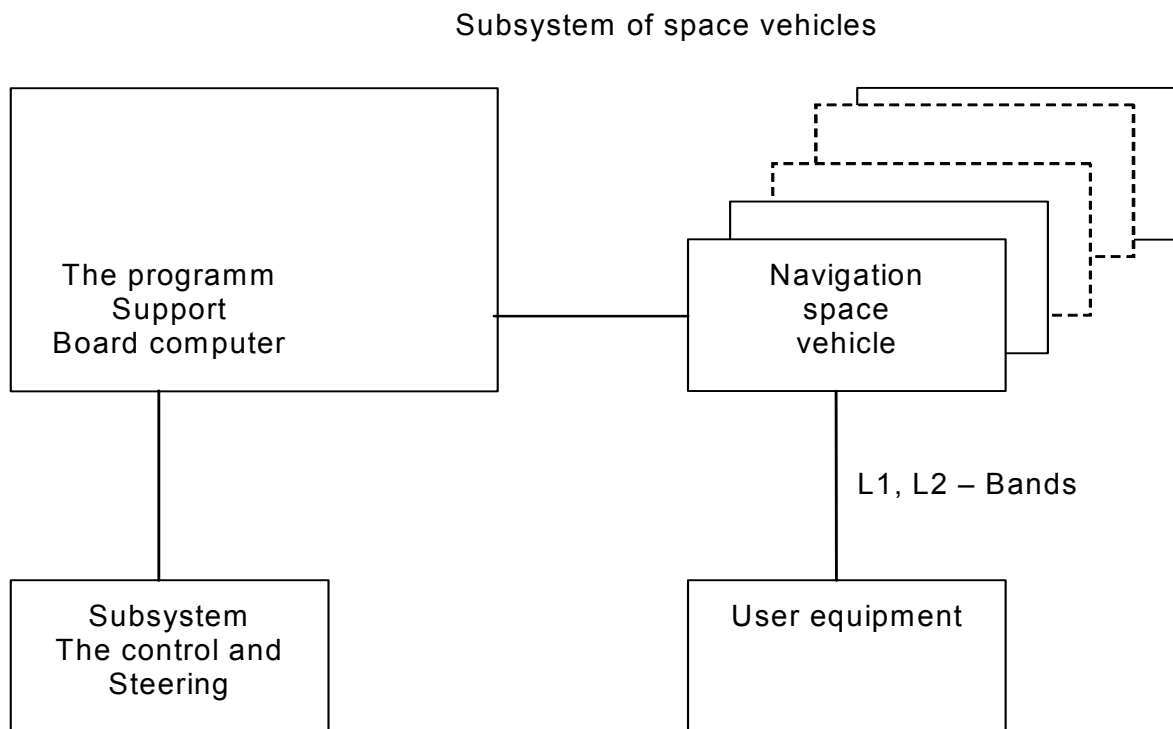 Subsystem of space vehicles
The programm
Support
Board computer
Navigation
space
vehicle
L1, L2 – Bands
Subsystem
The control and
Steering
User equipment